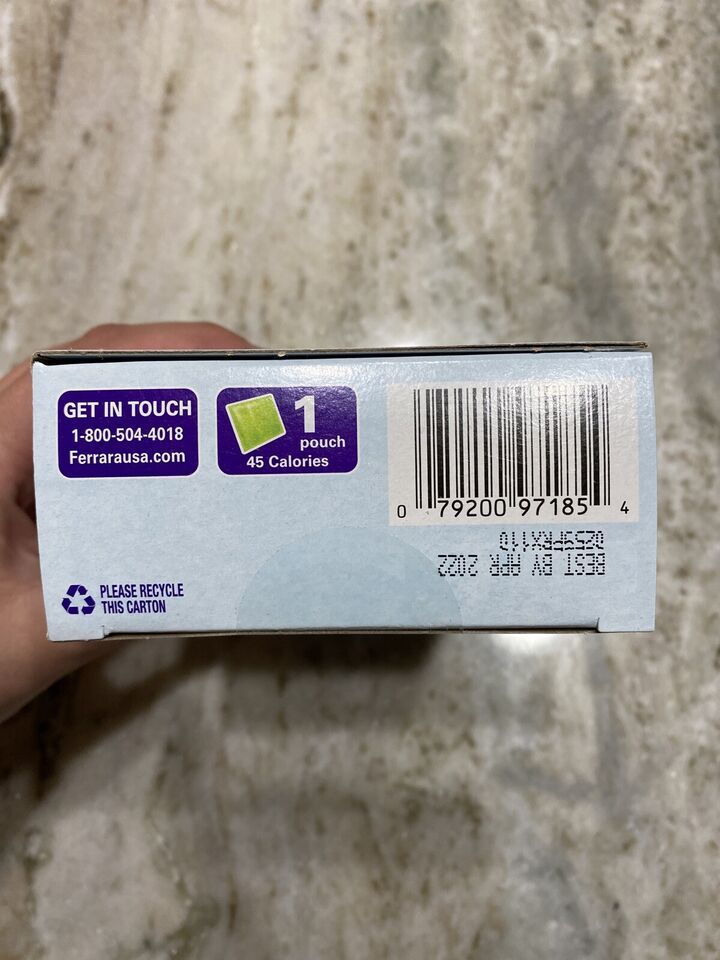 GET IN TOUCH
1-800-504-4018
Ferrarausa.com
1
pouch
45 Calories
0 79200 97185 4
BEST BY APR 2022
0259PRX110
PLEASE RECYCLE
THIS CARTON